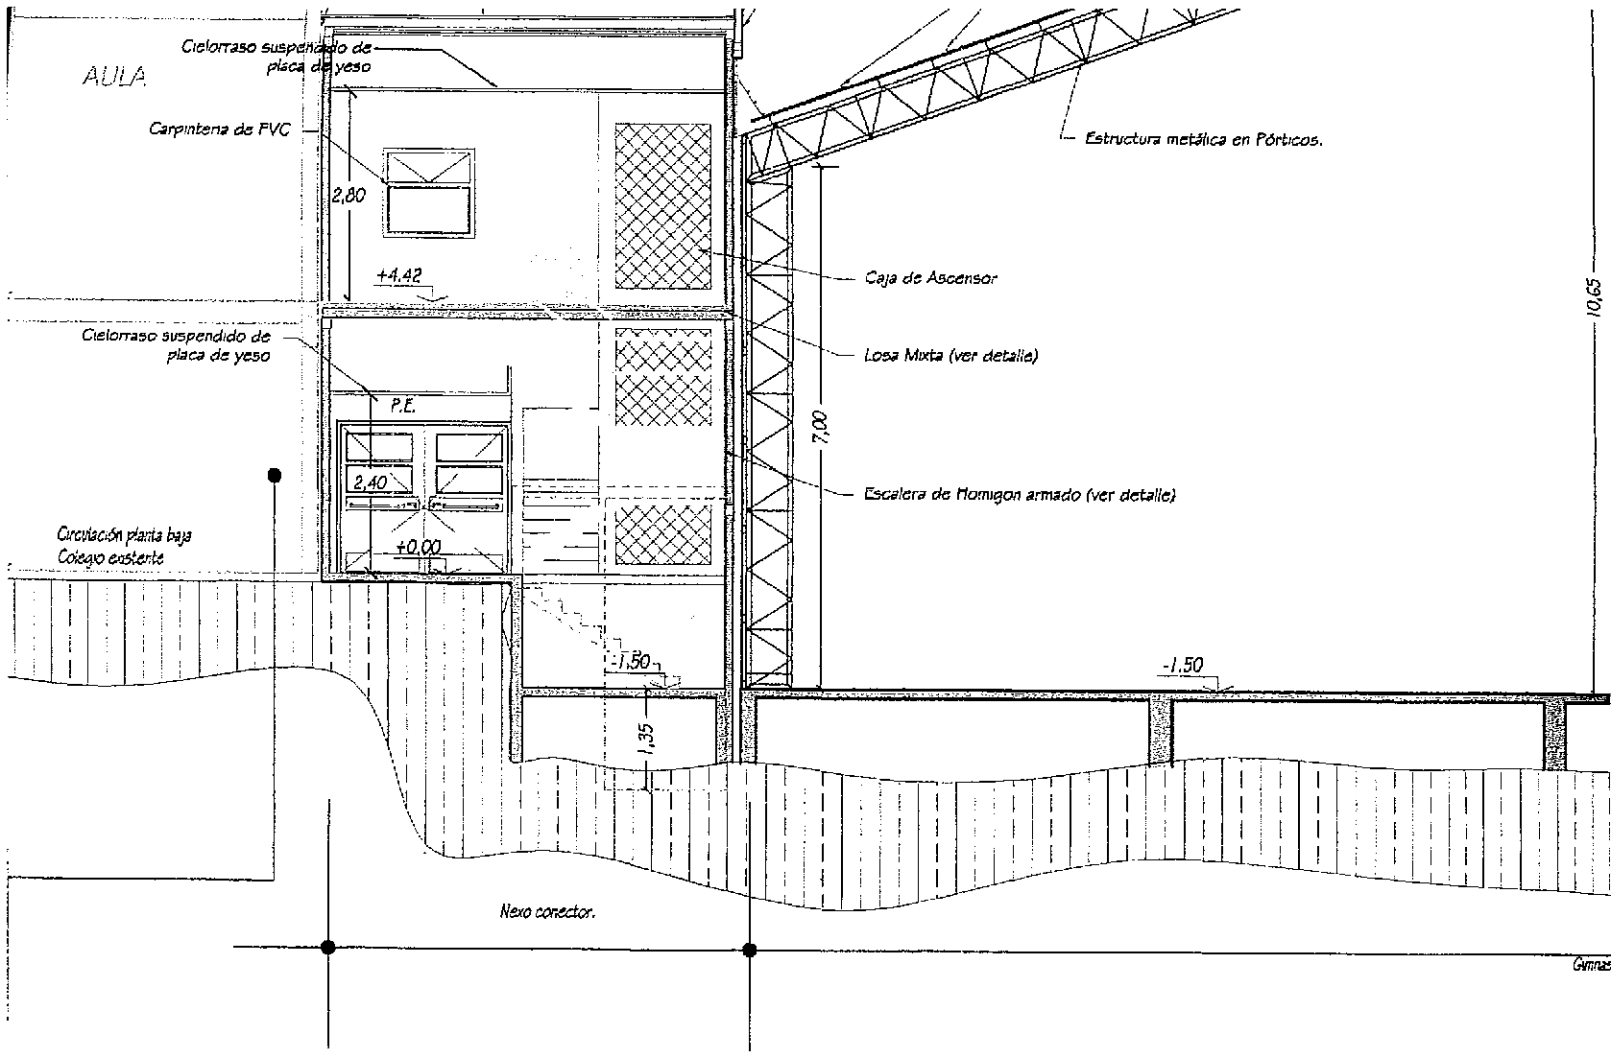 Cielorraso suspendido de
placa de yeso
AULA
Carpinteria de PVC
Estructura metálica en Pórticos.
2,80
+4.42
Caja de Ascensor
10,65
Cielorraso suspendido de
placa de yeso
Losa Mixta (ver detalle)
P.E.
7,00
2,40
Escalera de Hormigon armado (ver detalle)
Circulación planta baja
Colegio existente
+0,00
-1,50
-1,50
1,35
Nexo conector.
Gimnas